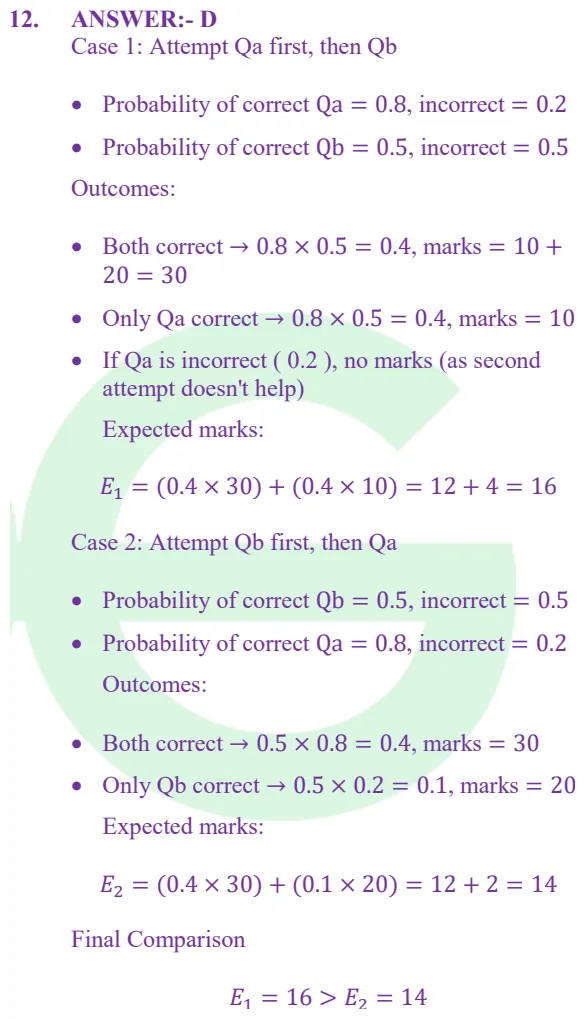 12. ANSWER:- D
Case 1: Attempt Qa first, then Qb
• Probability of correct Qa = 0.8, incorrect = 0.2
• Probability of correct Qb = 0.5, incorrect = 0.5
Outcomes:
• Both correct → 0.8 × 0.5 = 0.4, marks = 10 +
20 = 30
• Only Qa correct → 0.8 × 0.5 = 0.4, marks = 10
• If Qa is incorrect ( 0.2 ), no marks (as second
attempt doesn't help)
Expected marks:
E₁ = (0.4 × 30) + (0.4 × 10) = 12 + 4 = 16
Case 2: Attempt Qb first, then Qa
• Probability of correct Qb = 0.5, incorrect = 0.5
• Probability of correct Qa = 0.8, incorrect = 0.2
Outcomes:
• Both correct → 0.5 × 0.8 = 0.4, marks = 30
• Only Qb correct → 0.5 × 0.2 = 0.1, marks = 20
Expected marks:
E₂ = (0.4 × 30) + (0.1 × 20) = 12 + 2 = 14
Final Comparison
E₁ = 16 > E₂ = 14